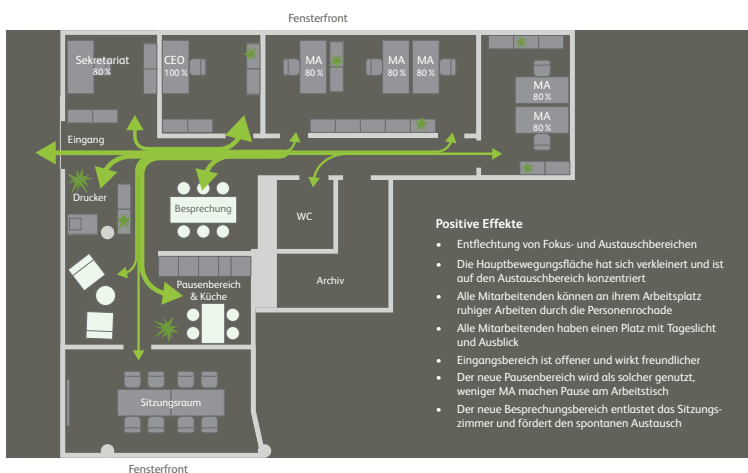 Fensterfront
Sekretariat
80 %
CEO
100 %
MA
80 %
MA
80 %
MA
80 %
MA
80 %
MA
80 %
Eingang
Drucker
Besprechung
WC
Archiv
Pausenbereich
& Küche
Sitzungsraum
Fensterfront
Positive Effekte
• Entflechtung von Fokus- und Austauschbereichen
• Die Hauptbewegungsfläche hat sich verkleinert und ist
auf den Austauschbereich konzentriert
• Alle Mitarbeitenden können an ihrem Arbeitsplatz
ruhiger Arbeiten durch die Personenrochade
• Alle Mitarbeitenden haben einen Platz mit Tageslicht
und Ausblick
• Eingangsbereich ist offener und wirkt freundlicher
• Der neue Pausenbereich wird als solcher genutzt,
weniger MA machen Pause am Arbeitstisch
• Der neue Besprechungsbereich entlastet das Sitzungs-
zimmer und fördert den spontanen Austausch